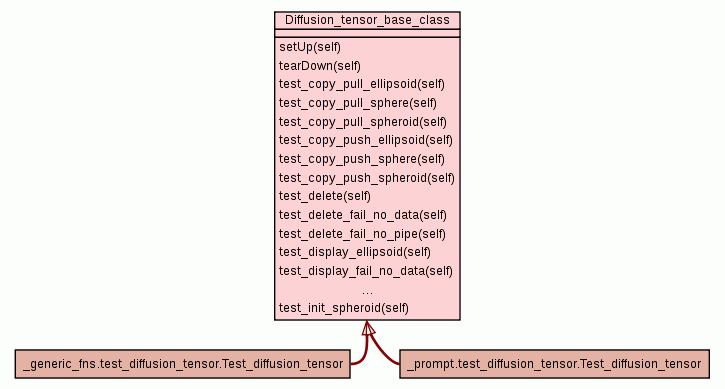 Diffusion_tensor_base_class
setUp(self)
tearDown(self)
test_copy_pull_ellipsoid(self)
test_copy_pull_sphere(self)
test_copy_pull_spheroid(self)
test_copy_push_ellipsoid(self)
test_copy_push_sphere(self)
test_copy_push_spheroid(self)
test_delete(self)
test_delete_fail_no_data(self)
test_delete_fail_no_pipe(self)
test_display_ellipsoid(self)
test_display_fail_no_data(self)
...
test_init_spheroid(self)
_generic_fns.test_diffusion_tensor.Test_diffusion_tensor
_prompt.test_diffusion_tensor.Test_diffusion_tensor